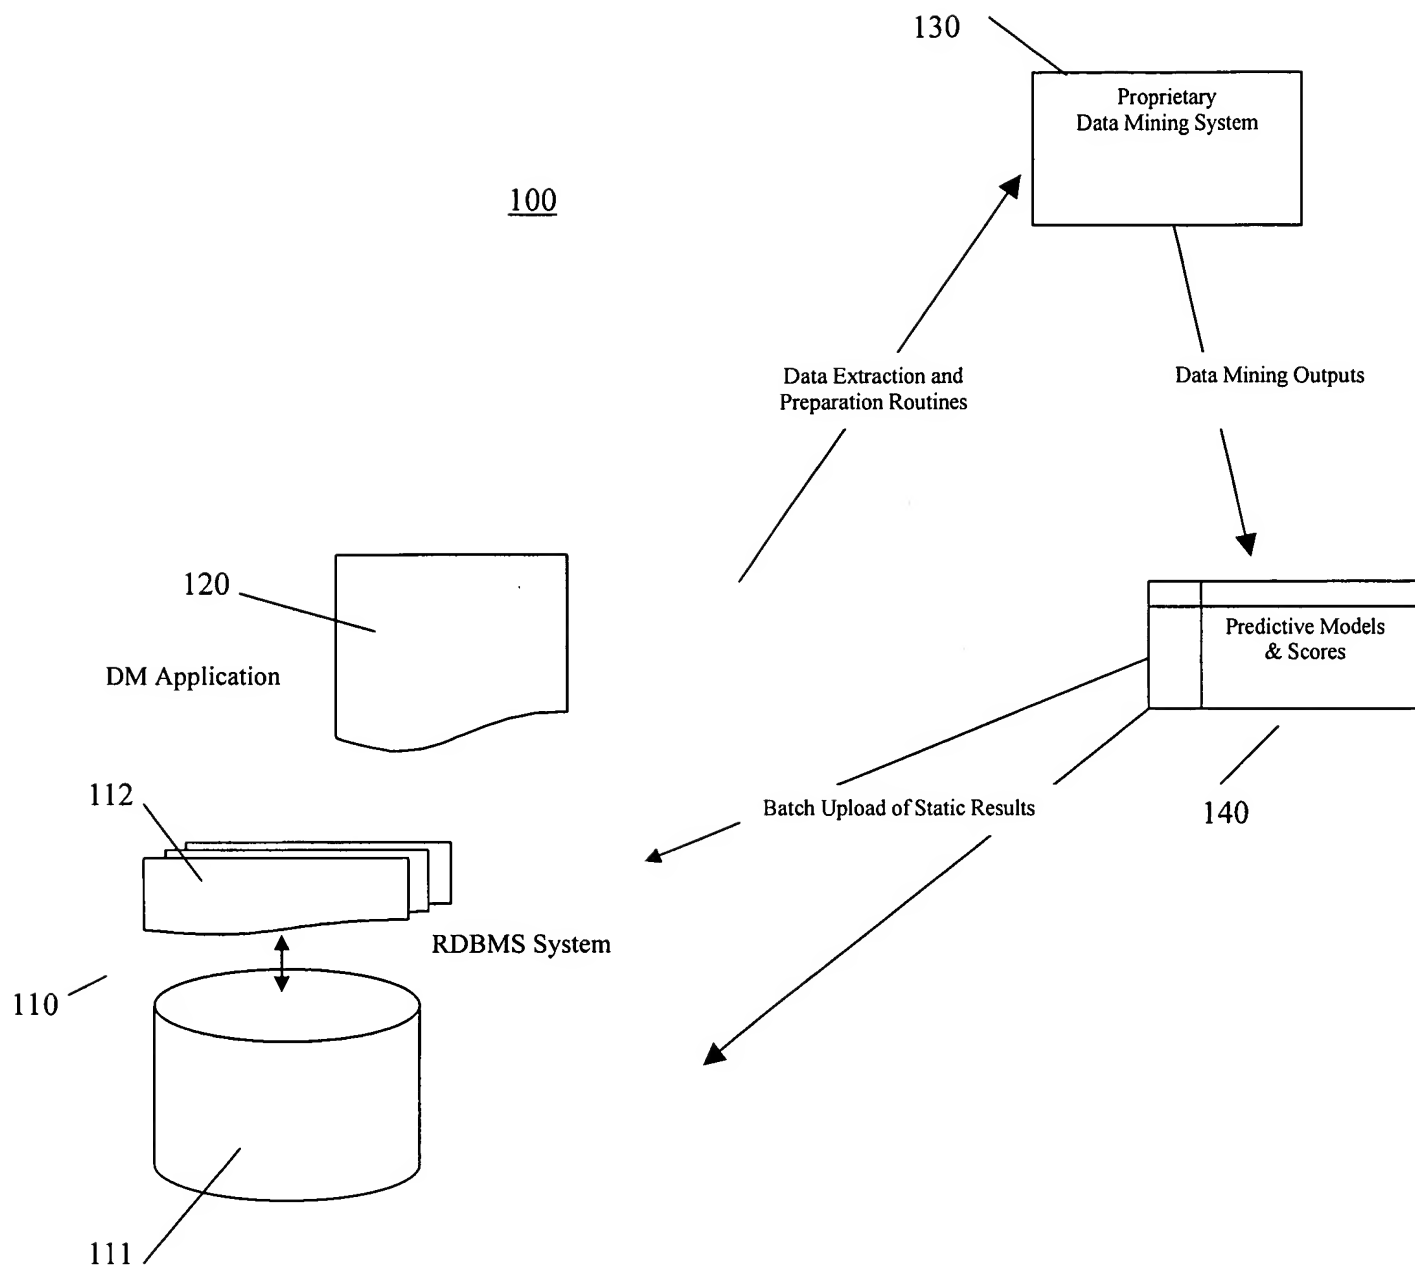 130
Proprietary
Data Mining System
100
Data Extraction and
Preparation Routines
Data Mining Outputs
120
DM Application
Predictive Models
& Scores
112
Batch Upload of Static Results
140
RDBMS System
110
111